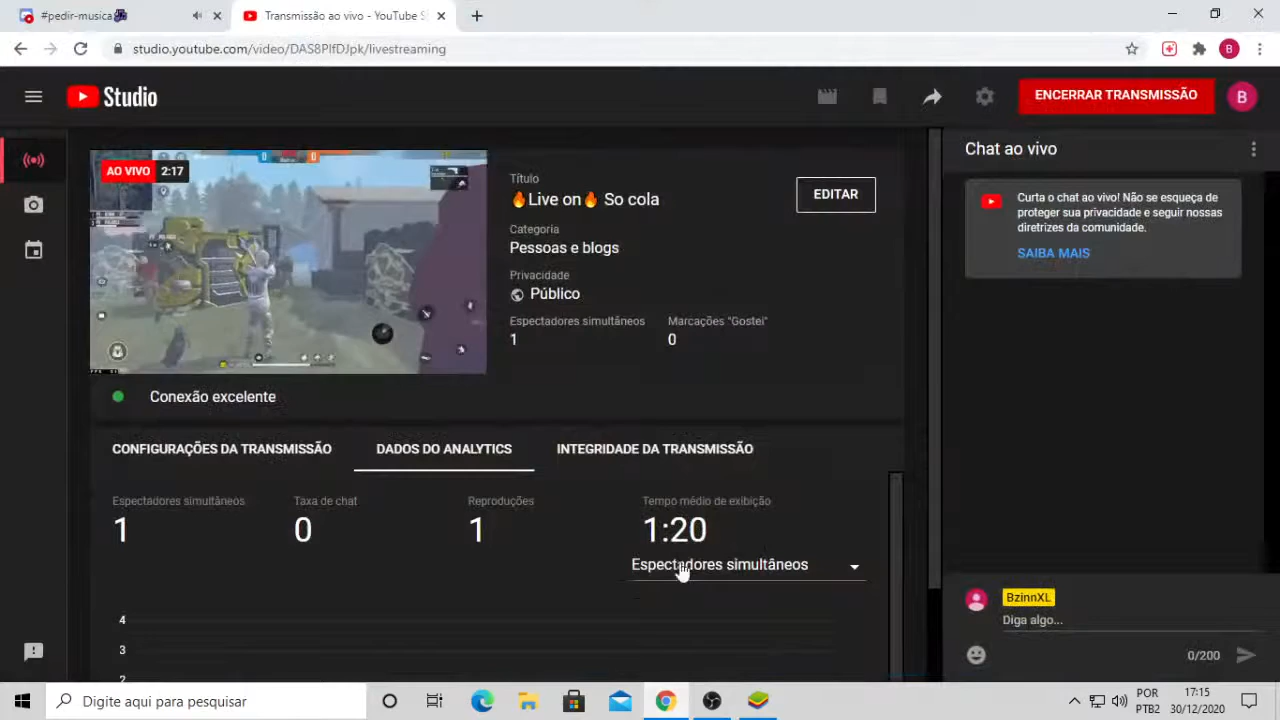 #pedir-musica
Transmissão ao vivo - YouTube S
studio.youtube.com/video/DAS8PlfDJpk/livestreaming
B
Studio
ENCERRAR TRANSMISSÃO
B
AO VIVO 2:17
0
0
Título
🔥Live on🔥 So cola
EDITAR
Categoria
Pessoas e blogs
Privacidade
Público
Espectadores simultâneos
1
Marcações "Gostei"
0
Conexão excelente
CONFIGURAÇÕES DA TRANSMISSÃO
DADOS DO ANALYTICS
INTEGRIDADE DA TRANSMISSÃO
Espectadores simultâneos
1
Taxa de chat
0
Reproduções
1
Tempo médio de exibição
1:20
Espectadores simultâneos
4
3
2
Chat ao vivo
Curta o chat ao vivo! Não se esqueça de
proteger sua privacidade e seguir nossas
diretrizes da comunidade.
SAIBA MAIS
BzinnXL
Diga algo...
0/200
Digite aqui para pesquisar
POR
PTB2
17:15
30/12/2020